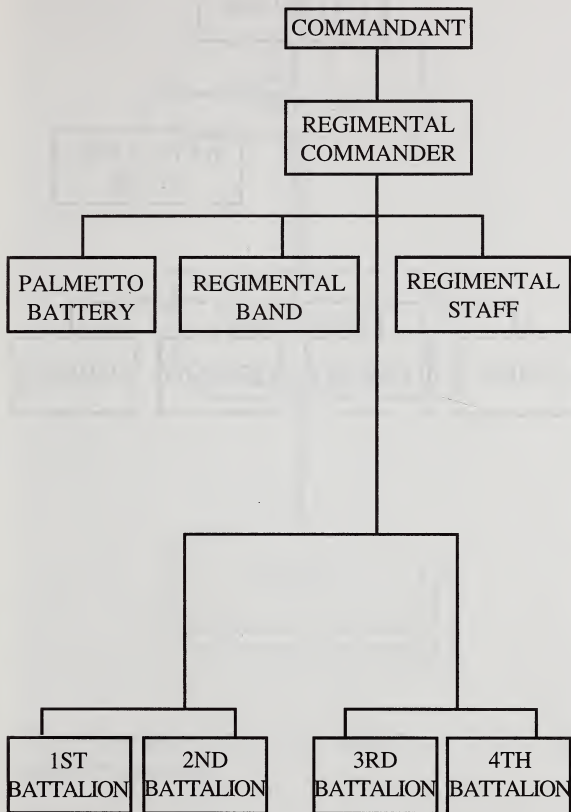 COMMANDANT
REGIMENTAL
COMMANDER
PALMETTO
BATTERY
REGIMENTAL
BAND
REGIMENTAL
STAFF
1ST
BATTALION
2ND
BATTALION
3RD
BATTALION
4TH
BATTALION